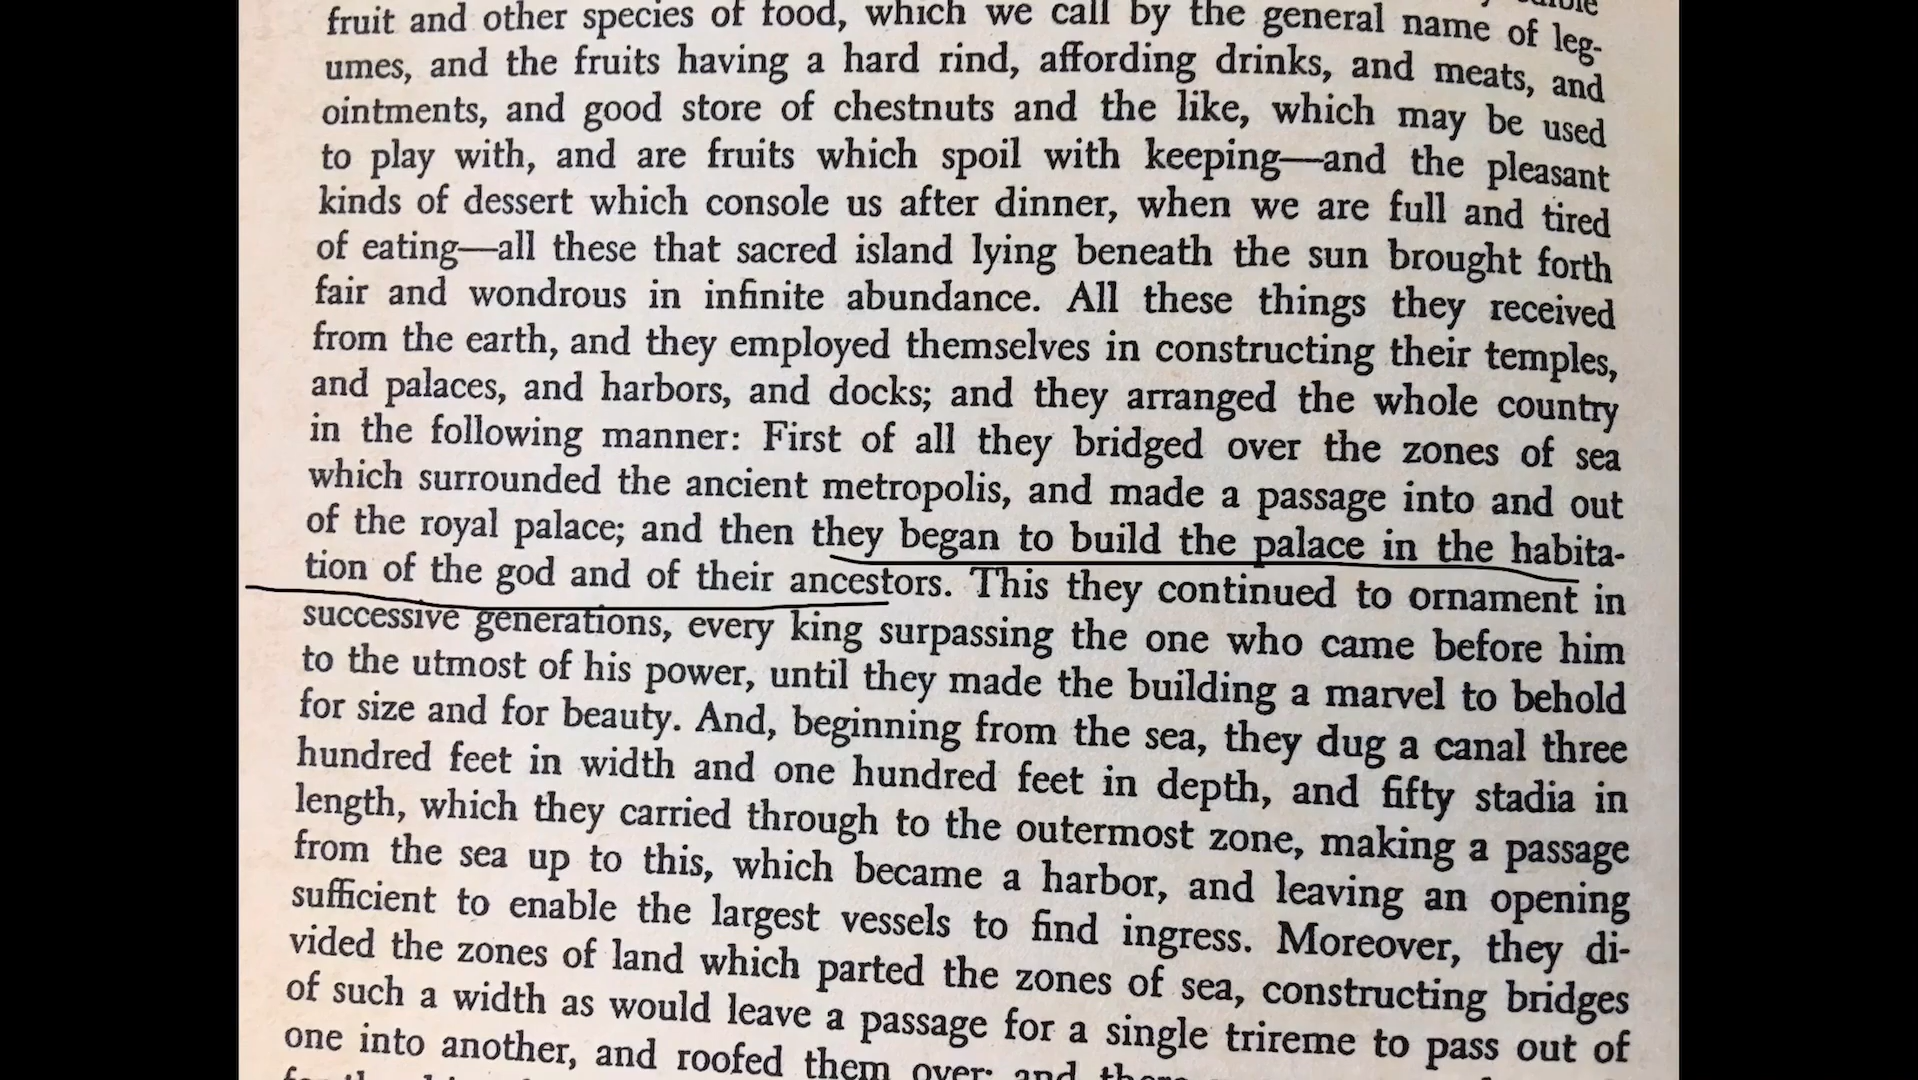 fruit and other species of food, which we call by the general name of leg-
umes, and the fruits having a hard rind, affording drinks, and meats, and
ointments, and good store of chestnuts and the like, which may be used
to play with, and are fruits which spoil with keeping—and the pleasant
kinds of dessert which console us after dinner, when we are full and tired
of eating—all these that sacred island lying beneath the sun brought forth
fair and wondrous in infinite abundance. All these things they received
from the earth, and they employed themselves in constructing their temples,
and palaces, and harbors, and docks; and they arranged the whole country
in the following manner: First of all they bridged over the zones of sea
which surrounded the ancient metropolis, and made a passage into and out
of the royal palace; and then they began to build the palace in the habita-
tion of the god and of their ancestors. This they continued to ornament in
successive generations, every king surpassing the one who came before him
to the utmost of his power, until they made the building a marvel to behold
for size and for beauty. And, beginning from the sea, they dug a canal three
hundred feet in width and one hundred feet in depth, and fifty stadia in
length, which they carried through to the outermost zone, making a passage
from the sea up to this, which became a harbor, and leaving an opening
sufficient to enable the largest vessels to find ingress. Moreover, they di-
vided the zones of land which parted the zones of sea, constructing bridges
of such a width as would leave a passage for a single trireme to pass out of
one into another, and roofed them over; and there